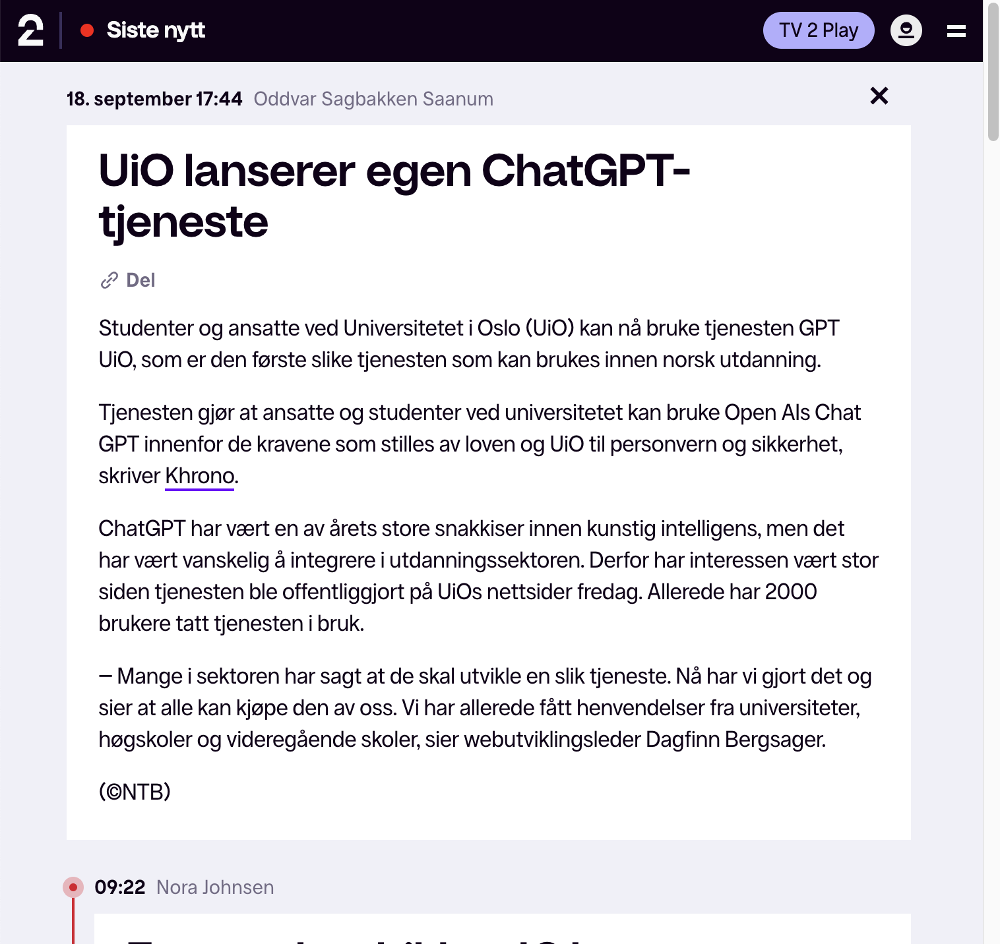 2 Siste nytt TV 2 Play
18. september 17:44 Oddvar Sagbakken Saanum
UiO lanserer egen ChatGPT-
tjeneste
Del
Studenter og ansatte ved Universitetet i Oslo (UiO) kan nå bruke tjenesten GPT
UiO, som er den første slike tjenesten som kan brukes innen norsk utdanning.
Tjenesten gjør at ansatte og studenter ved universitetet kan bruke Open AIs Chat
GPT innenfor de kravene som stilles av loven og UiO til personvern og sikkerhet,
skriver Khrono.
ChatGPT har vært en av årets store snakkiser innen kunstig intelligens, men det
har vært vanskelig å integrere i utdanningssektoren. Derfor har interessen vært stor
siden tjenesten ble offentliggjort på UiOs nettsider fredag. Allerede har 2000
brukere tatt tjenesten i bruk.
– Mange i sektoren har sagt at de skal utvikle en slik tjeneste. Nå har vi gjort det og
sier at alle kan kjøpe den av oss. Vi har allerede fått henvendelser fra universiteter,
høgskoler og videregående skoler, sier webutviklingsleder Dagfinn Bergsager.
(©NTB)
09:22 Nora Johnsen